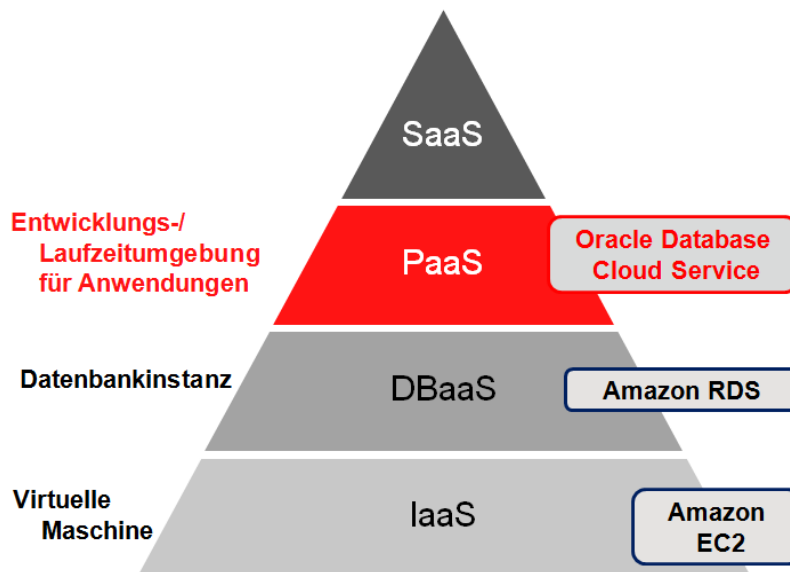 SaaS
Entwicklungs-/
Laufzeitumgebung
für Anwendungen
PaaS
Oracle Database
Cloud Service
Datenbankinstanz
DBaaS
Amazon RDS
Virtuelle
Maschine
IaaS
Amazon
EC2